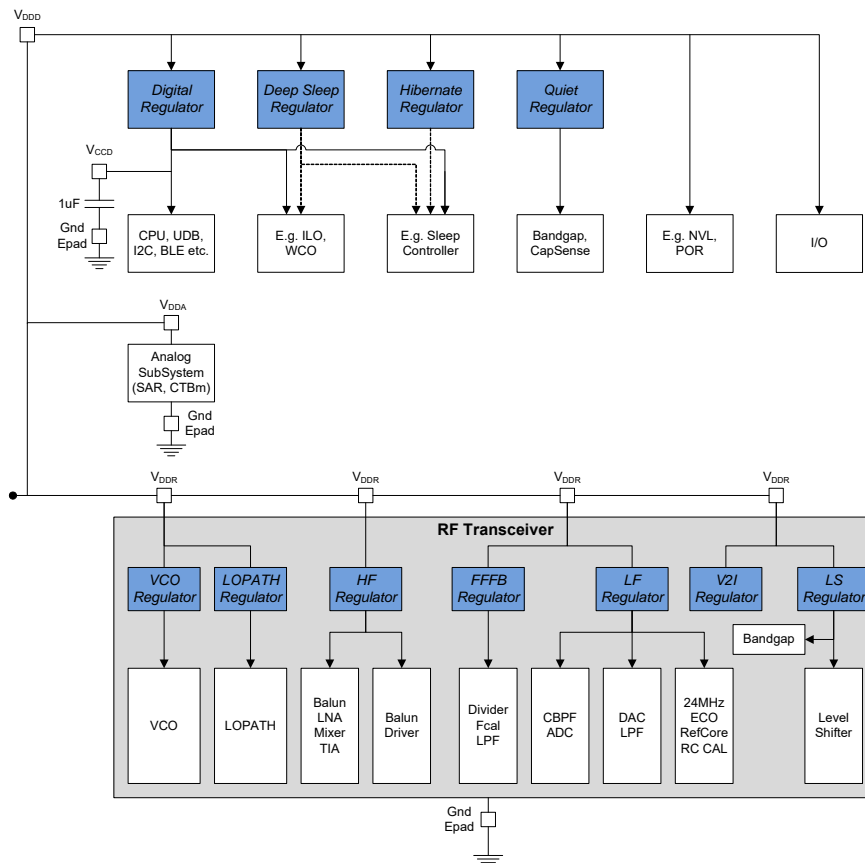 VDDD
Digital
Regulator
Deep Sleep
Regulator
Hibernate
Regulator
Quiet
Regulator
VCCD
1uF
Gnd
Epad
CPU, UDB,
I2C, BLE etc.
E.g. ILO,
WCO
E.g. Sleep
Controller
Bandgap,
CapSense
E.g. NVL,
POR
I/O
VDDA
Analog
SubSystem
(SAR, CTBm)
Gnd
Epad
VDDR
VDDR
VDDR
VDDR
RF Transceiver
VCO
Regulator
LOPATH
Regulator
HF
Regulator
FFFB
Regulator
LF
Regulator
V2I
Regulator
LS
Regulator
Bandgap
VCO
LOPATH
Balun
LNA
Mixer
TIA
Balun
Driver
Divider
Fcal
LPF
CBPF
ADC
DAC
LPF
24MHz
ECO
RefCore
RC CAL
Level
Shifter
Gnd
Epad